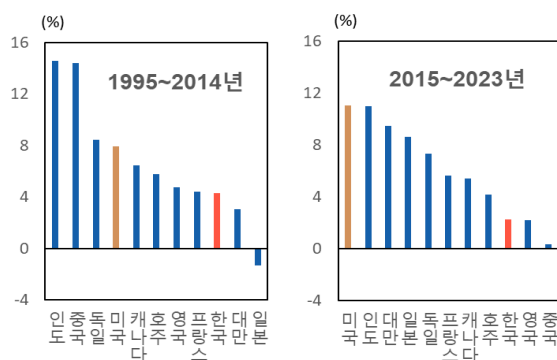 (%)
16
12
8
4
0
-4
1995~2014년
인도
중국
독일
미국
캐나다
호주
영국
프랑스
한국
대만
일본
(%)
16
12
8
4
0
-4
2015~2023년
미국
인도
대만
일본
독일
프랑스
캐나다
호주
한국
영국
중국